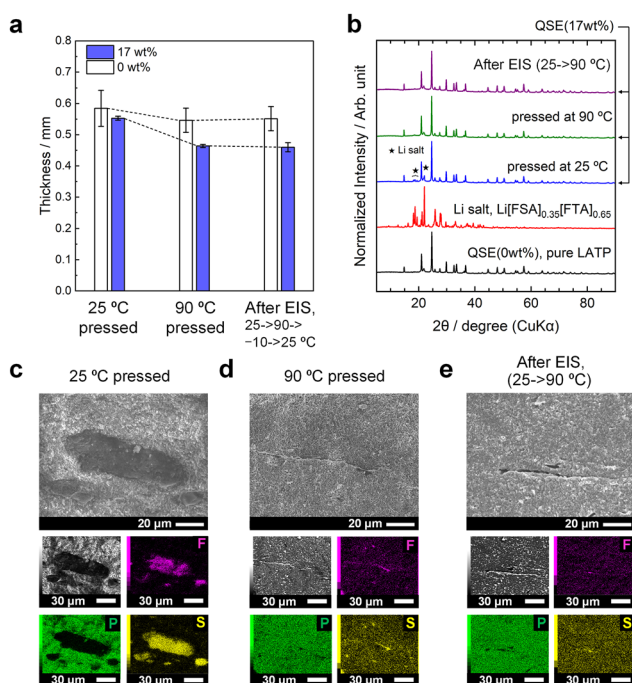 a
0.8
0.7
0.6
0.5
0.4
0.3
0.2
0.1
0.0
Thickness / mm
17 wt%
0 wt%
25 ºC
pressed
90 ºC
pressed
After EIS,
25->90->
−10->25 ºC
b
QSE(17wt%)
Normalized Intensity / Arb. unit
After EIS (25->90 ºC)
pressed at 90 ºC
★ Li salt
★
★
pressed at 25 ºC
Li salt, Li[FSA]0.35[FTA]0.65
QSE(0wt%), pure LATP
20 40 60 80
2θ / degree (CuKα)
c
25 ºC pressed
20 μm
F
30 μm
30 μm
P
S
30 μm
30 μm
d
90 ºC pressed
20 μm
F
30 μm
30 μm
P
S
30 μm
30 μm
e
After EIS,
(25->90 ºC)
20 μm
F
30 μm
30 μm
P
S
30 μm
30 μm